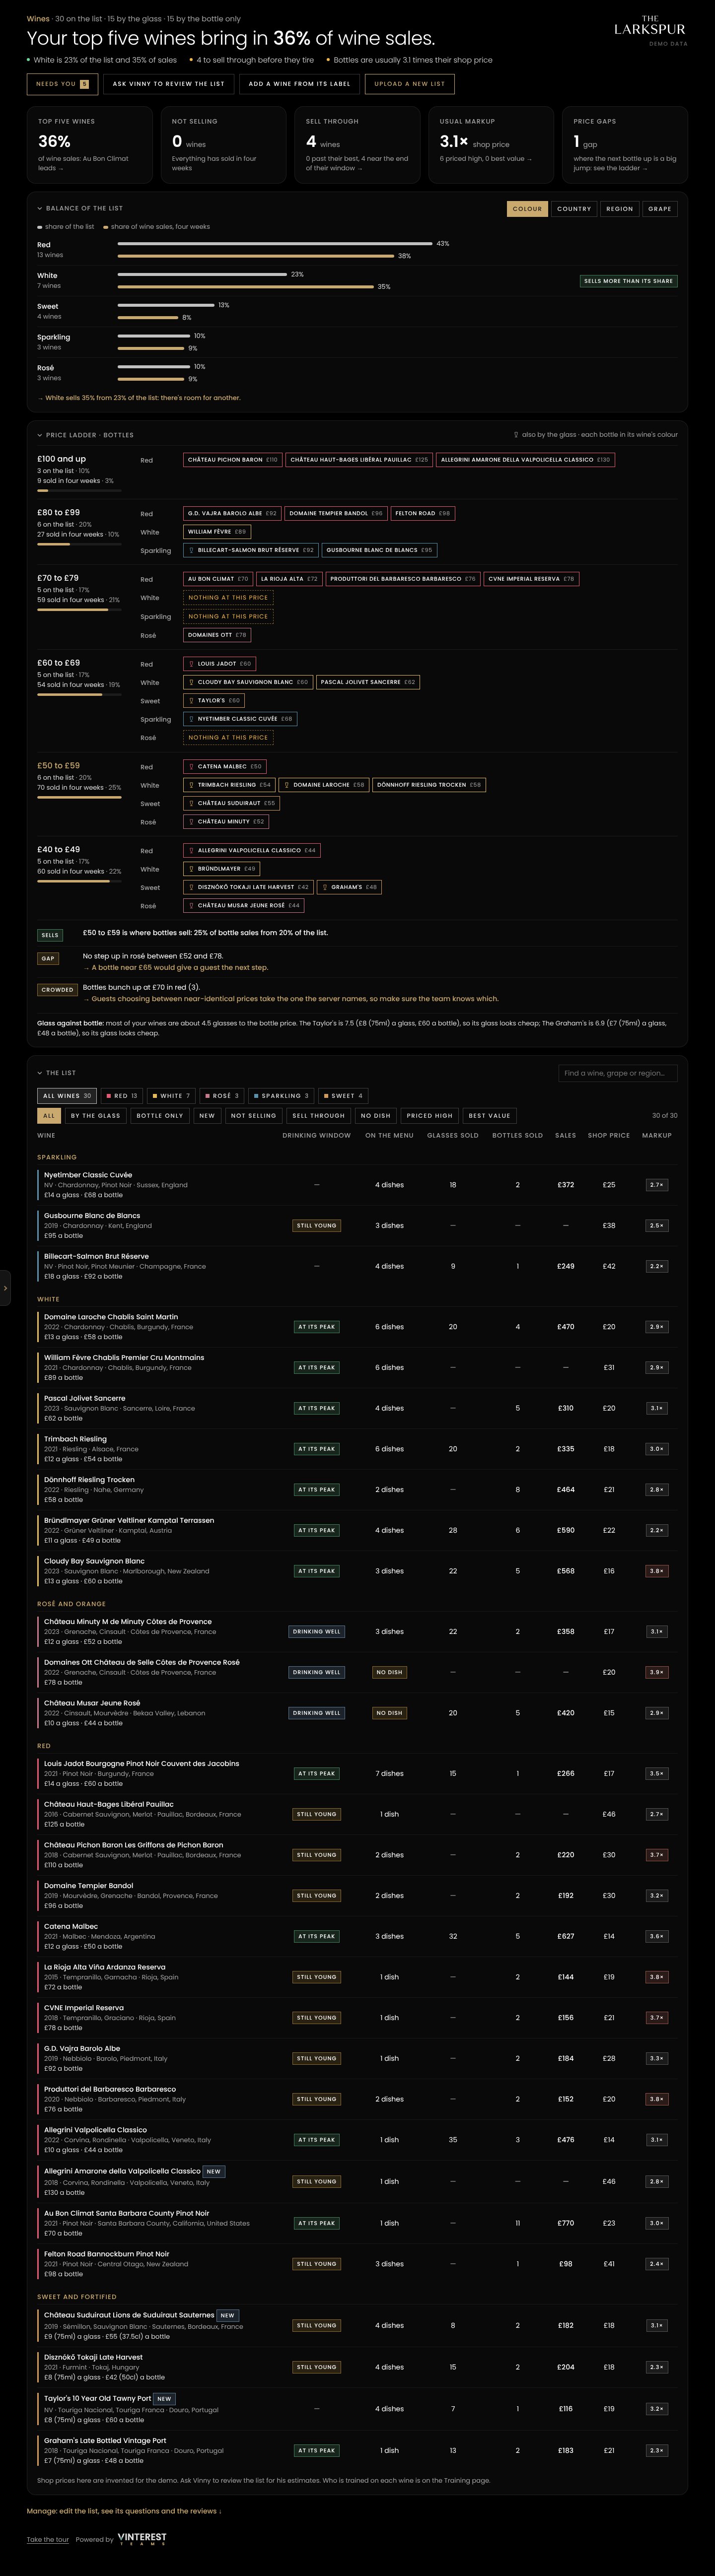 Wines · 30 on the list · 15 by the glass · 15 by the bottle only
THE
LARKSPUR
DEMO DATA
Your top five wines bring in 36% of wine sales.
White is 23% of the list and 35% of sales
4 to sell through before they tire
Bottles are usually 3.1 times their shop price
NEEDS YOU 5
ASK VINNY TO REVIEW THE LIST
ADD A WINE FROM ITS LABEL
UPLOAD A NEW LIST
TOP FIVE WINES
36%
of wine sales: Au Bon Climat
leads →
NOT SELLING
0 wines
Everything has sold in four
weeks
SELL THROUGH
4 wines
0 past their best, 4 near the end
of their window →
USUAL MARKUP
3.1× shop price
6 priced high, 0 best value →
PRICE GAPS
1 gap
where the next bottle up is a big
jump: see the ladder →
BALANCE OF THE LIST
COLOUR COUNTRY REGION GRAPE
share of the list share of wine sales, four weeks
Red
13 wines
43%
38%
White
7 wines
23%
35%
SELLS MORE THAN ITS SHARE
Sweet
4 wines
13%
8%
Sparkling
3 wines
10%
9%
Rosé
3 wines
10%
9%
→ White sells 35% from 23% of the list: there's room for another.
PRICE LADDER · BOTTLES
also by the glass · each bottle in its wine's colour
£100 and up
3 on the list · 10%
9 sold in four weeks · 3%
Red CHÂTEAU PICHON BARON £110 CHÂTEAU HAUT-BAGES LIBÉRAL PAUILLAC £125 ALLEGRINI AMARONE DELLA VALPOLICELLA CLASSICO £130
£80 to £99
6 on the list · 20%
27 sold in four weeks · 10%
Red G.D. VAJRA BAROLO ALBE £92 DOMAINE TEMPIER BANDOL £96 FELTON ROAD £98
White WILLIAM FÈVRE £89
Sparkling BILLECART-SALMON BRUT RÉSERVE £92 GUSBOURNE BLANC DE BLANCS £95
£70 to £79
5 on the list · 17%
59 sold in four weeks · 21%
Red AU BON CLIMAT £70 LA RIOJA ALTA £72 PRODUTTORI DEL BARBARESCO BARBARESCO £76 CVNE IMPERIAL RESERVA £78
White NOTHING AT THIS PRICE
Sparkling NOTHING AT THIS PRICE
Rosé DOMAINES OTT £78
£60 to £69
5 on the list · 17%
54 sold in four weeks · 19%
Red LOUIS JADOT £60
White CLOUDY BAY SAUVIGNON BLANC £60 PASCAL JOLIVET SANCERRE £62
Sweet TAYLOR'S £60
Sparkling NYETIMBER CLASSIC CUVÉE £68
Rosé NOTHING AT THIS PRICE
£50 to £59
6 on the list · 20%
70 sold in four weeks · 25%
Red CATENA MALBEC £50
White TRIMBACH RIESLING £54 DOMAINE LAROCHE £58 DÖNNHOFF RIESLING TROCKEN £58
Sweet CHÂTEAU SUDUIRAUT £55
Rosé CHÂTEAU MINUTY £52
£40 to £49
5 on the list · 17%
60 sold in four weeks · 22%
Red ALLEGRINI VALPOLICELLA CLASSICO £44
White BRÜNDLMAYER £49
Sweet DISZNÓKŐ TOKAJI LATE HARVEST £42 GRAHAM'S £48
Rosé CHÂTEAU MUSAR JEUNE ROSÉ £44
SELLS £50 to £59 is where bottles sell: 25% of bottle sales from 20% of the list.
GAP No step up in rosé between £52 and £78.
→ A bottle near £65 would give a guest the next step.
CROWDED Bottles bunch up at £70 in red (3).
→ Guests choosing between near-identical prices take the one the server names, so make sure the team knows which.
Glass against bottle: most of your wines are about 4.5 glasses to the bottle price. The Taylor's is 7.5 (£8 (75ml) a glass, £60 a bottle), so its glass looks cheap; The Graham's is 6.9 (£7 (75ml) a glass,
£48 a bottle), so its glass looks cheap.
THE LIST
Find a wine, grape or region...
ALL WINES 30 RED 13 WHITE 7 ROSÉ 3 SPARKLING 3 SWEET 4
ALL BY THE GLASS BOTTLE ONLY NEW NOT SELLING SELL THROUGH NO DISH PRICED HIGH BEST VALUE
30 of 30
WINE DRINKING WINDOW ON THE MENU GLASSES SOLD BOTTLES SOLD SALES SHOP PRICE MARKUP
SPARKLING
Nyetimber Classic Cuvée
NV · Chardonnay, Pinot Noir · Sussex, England
£14 a glass · £68 a bottle
— 4 dishes 18 2 £372 £25 2.7×
Gusbourne Blanc de Blancs
2019 · Chardonnay · Kent, England
£95 a bottle
STILL YOUNG 3 dishes — — — £38 2.5×
Billecart-Salmon Brut Réserve
NV · Pinot Noir, Pinot Meunier · Champagne, France
£18 a glass · £92 a bottle
— 4 dishes 9 1 £249 £42 2.2×
WHITE
Domaine Laroche Chablis Saint Martin
2022 · Chardonnay · Chablis, Burgundy, France
£13 a glass · £58 a bottle
AT ITS PEAK 6 dishes 20 4 £470 £20 2.9×
William Fèvre Chablis Premier Cru Montmains
2021 · Chardonnay · Chablis, Burgundy, France
£89 a bottle
AT ITS PEAK 6 dishes — — — £31 2.9×
Pascal Jolivet Sancerre
2023 · Sauvignon Blanc · Sancerre, Loire, France
£62 a bottle
AT ITS PEAK 4 dishes — 5 £310 £20 3.1×
Trimbach Riesling
2021 · Riesling · Alsace, France
£12 a glass · £54 a bottle
AT ITS PEAK 6 dishes 20 2 £335 £18 3.0×
Dönnhoff Riesling Trocken
2022 · Riesling · Nahe, Germany
£58 a bottle
AT ITS PEAK 2 dishes — 8 £464 £21 2.8×
Bründlmayer Grüner Veltliner Kamptal Terrassen
2022 · Grüner Veltliner · Kamptal, Austria
£11 a glass · £49 a bottle
AT ITS PEAK 4 dishes 28 6 £590 £22 2.2×
Cloudy Bay Sauvignon Blanc
2023 · Sauvignon Blanc · Marlborough, New Zealand
£13 a glass · £60 a bottle
AT ITS PEAK 3 dishes 22 5 £568 £16 3.8×
ROSÉ AND ORANGE
Château Minuty M de Minuty Côtes de Provence
2023 · Grenache, Cinsault · Côtes de Provence, France
£12 a glass · £52 a bottle
DRINKING WELL 3 dishes 22 2 £358 £17 3.1×
Domaines Ott Château de Selle Côtes de Provence Rosé
2022 · Grenache, Cinsault · Côtes de Provence, France
£78 a bottle
DRINKING WELL NO DISH — — — £20 3.9×
Château Musar Jeune Rosé
2022 · Cinsault, Mourvèdre · Bekaa Valley, Lebanon
£10 a glass · £44 a bottle
DRINKING WELL NO DISH 20 5 £420 £15 2.9×
RED
Louis Jadot Bourgogne Pinot Noir Couvent des Jacobins
2021 · Pinot Noir · Burgundy, France
£14 a glass · £60 a bottle
AT ITS PEAK 7 dishes 15 1 £266 £17 3.5×
Château Haut-Bages Libéral Pauillac
2016 · Cabernet Sauvignon, Merlot · Pauillac, Bordeaux, France
£125 a bottle
STILL YOUNG 1 dish — — — £46 2.7×
Château Pichon Baron Les Griffons de Pichon Baron
2018 · Cabernet Sauvignon, Merlot · Pauillac, Bordeaux, France
£110 a bottle
STILL YOUNG 2 dishes — 2 £220 £30 3.7×
Domaine Tempier Bandol
2019 · Mourvèdre, Grenache · Bandol, Provence, France
£96 a bottle
STILL YOUNG 2 dishes — 2 £192 £30 3.2×
Catena Malbec
2021 · Malbec · Mendoza, Argentina
£12 a glass · £50 a bottle
AT ITS PEAK 3 dishes 32 5 £627 £14 3.6×
La Rioja Alta Viña Ardanza Reserva
2015 · Tempranillo, Garnacha · Rioja, Spain
£72 a bottle
STILL YOUNG 1 dish — 2 £144 £19 3.8×
CVNE Imperial Reserva
2018 · Tempranillo, Graciano · Rioja, Spain
£78 a bottle
STILL YOUNG 1 dish — 2 £156 £21 3.7×
G.D. Vajra Barolo Albe
2019 · Nebbiolo · Barolo, Piedmont, Italy
£92 a bottle
STILL YOUNG 1 dish — 2 £184 £28 3.3×
Produttori del Barbaresco Barbaresco
2020 · Nebbiolo · Barbaresco, Piedmont, Italy
£76 a bottle
STILL YOUNG 2 dishes — 2 £152 £20 3.8×
Allegrini Valpolicella Classico
2022 · Corvina, Rondinella · Valpolicella, Veneto, Italy
£10 a glass · £44 a bottle
AT ITS PEAK 1 dish 35 3 £476 £14 3.1×
Allegrini Amarone della Valpolicella Classico NEW
2018 · Corvina, Rondinella · Valpolicella, Veneto, Italy
£130 a bottle
STILL YOUNG 1 dish — — — £46 2.8×
Au Bon Climat Santa Barbara County Pinot Noir
2021 · Pinot Noir · Santa Barbara County, California, United States
£70 a bottle
AT ITS PEAK 1 dish — 11 £770 £23 3.0×
Felton Road Bannockburn Pinot Noir
2021 · Pinot Noir · Central Otago, New Zealand
£98 a bottle
STILL YOUNG 3 dishes — 1 £98 £41 2.4×
SWEET AND FORTIFIED
Château Suduiraut Lions de Suduiraut Sauternes NEW
2019 · Sémillon, Sauvignon Blanc · Sauternes, Bordeaux, France
£9 (75ml) a glass · £55 (37.5cl) a bottle
STILL YOUNG 4 dishes 8 2 £182 £18 3.1×
Disznókő Tokaji Late Harvest
2021 · Furmint · Tokaj, Hungary
£8 (75ml) a glass · £42 (50cl) a bottle
STILL YOUNG 4 dishes 15 2 £204 £18 2.3×
Taylor's 10 Year Old Tawny Port NEW
NV · Touriga Nacional, Touriga Franca · Douro, Portugal
£8 (75ml) a glass · £60 a bottle
— 4 dishes 7 1 £116 £19 3.2×
Graham's Late Bottled Vintage Port
2018 · Touriga Nacional, Touriga Franca · Douro, Portugal
£7 (75ml) a glass · £48 a bottle
AT ITS PEAK 1 dish 13 2 £183 £21 2.3×
Shop prices here are invented for the demo. Ask Vinny to review the list for his estimates. Who is trained on each wine is on the Training page.
Manage: edit the list, see its questions and the reviews ↓
Take the tour Powered by VINTEREST
TEAMS